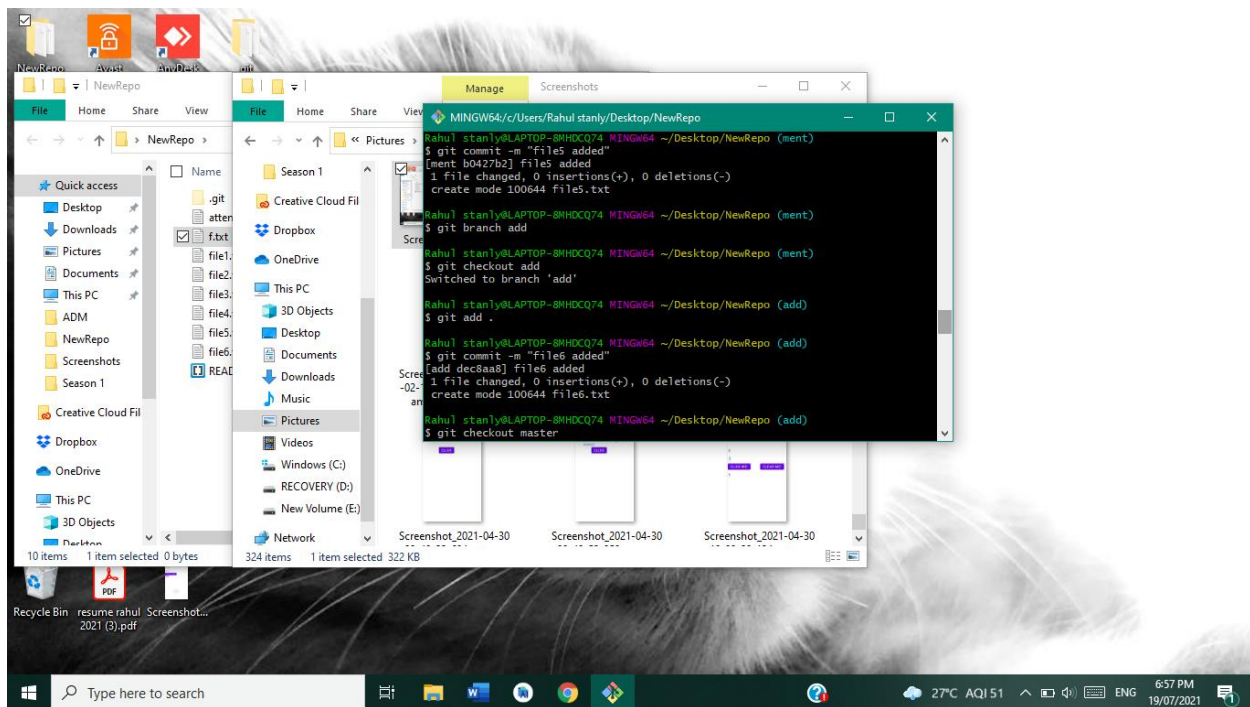 NewRepo
Avast
AnyDesk
git
NewRepo
File Home Share View
NewRepo
Name
Quick access
Desktop
Downloads
Pictures
Documents
This PC
ADM
NewRepo
Screenshots
Season 1
Creative Cloud Fil
Dropbox
OneDrive
This PC
3D Objects
Desktop
.git
atten
f.txt
file1.
file2.
file3.
file4.
file5.
file6.
READ
10 items 1 item selected 0 bytes
Manage Screenshots
File Home Share View
Pictures
Season 1
Creative Cloud Fil
Dropbox
OneDrive
This PC
3D Objects
Desktop
Documents
Downloads
Music
Pictures
Videos
Windows (C:)
RECOVERY (D:)
New Volume (E:)
Network
Scre
Scree
-02-
an
Screenshot_2021-04-30
Screenshot_2021-04-30
Screenshot_2021-04-30
324 items 1 item selected 322 KB
MINGW64:/c/Users/Rahul stanly/Desktop/NewRepo
Rahul stanly@LAPTOP-8MHDCQ74 MINGW64 ~/Desktop/NewRepo (ment)
$ git commit -m "file5 added"
[ment b0427b2] file5 added
1 file changed, 0 insertions(+), 0 deletions(-)
create mode 100644 file5.txt
Rahul stanly@LAPTOP-8MHDCQ74 MINGW64 ~/Desktop/NewRepo (ment)
$ git branch add
Rahul stanly@LAPTOP-8MHDCQ74 MINGW64 ~/Desktop/NewRepo (ment)
$ git checkout add
Switched to branch 'add'
Rahul stanly@LAPTOP-8MHDCQ74 MINGW64 ~/Desktop/NewRepo (add)
$ git add .
Rahul stanly@LAPTOP-8MHDCQ74 MINGW64 ~/Desktop/NewRepo (add)
$ git commit -m "file6 added"
[add dec8aa8] file6 added
1 file changed, 0 insertions(+), 0 deletions(-)
create mode 100644 file6.txt
Rahul stanly@LAPTOP-8MHDCQ74 MINGW64 ~/Desktop/NewRepo (add)
$ git checkout master
Recycle Bin
PDF
resume rahul
2021 (3).pdf
Screenshot...
Type here to search
27°C AQI 51
ENG
6:57 PM
19/07/2021